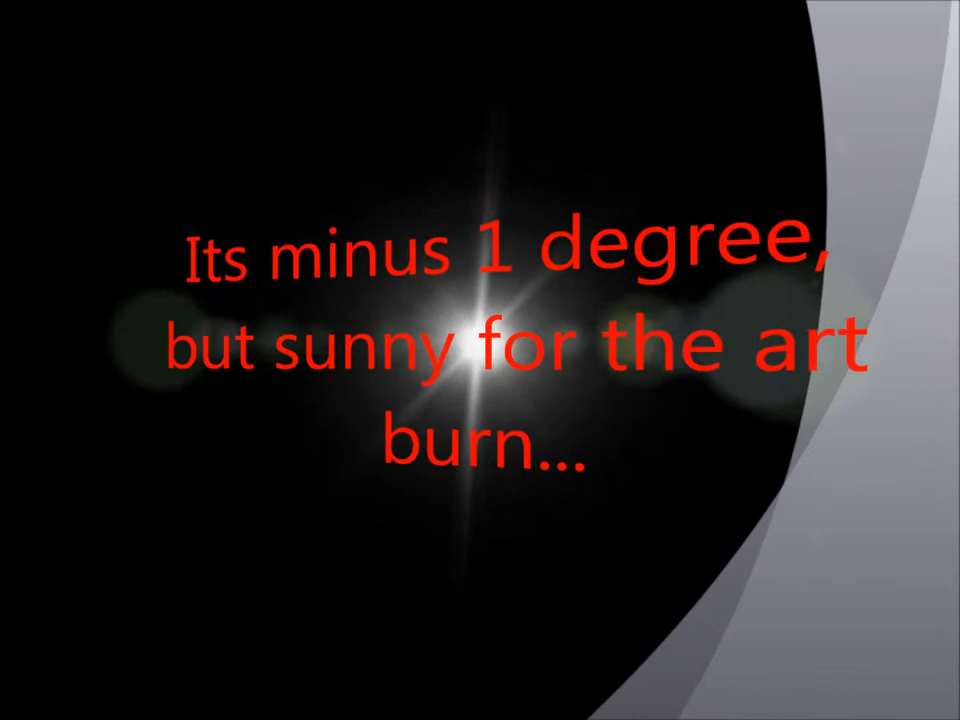 Its minus 1 degree,
but sunny for the art
burn...